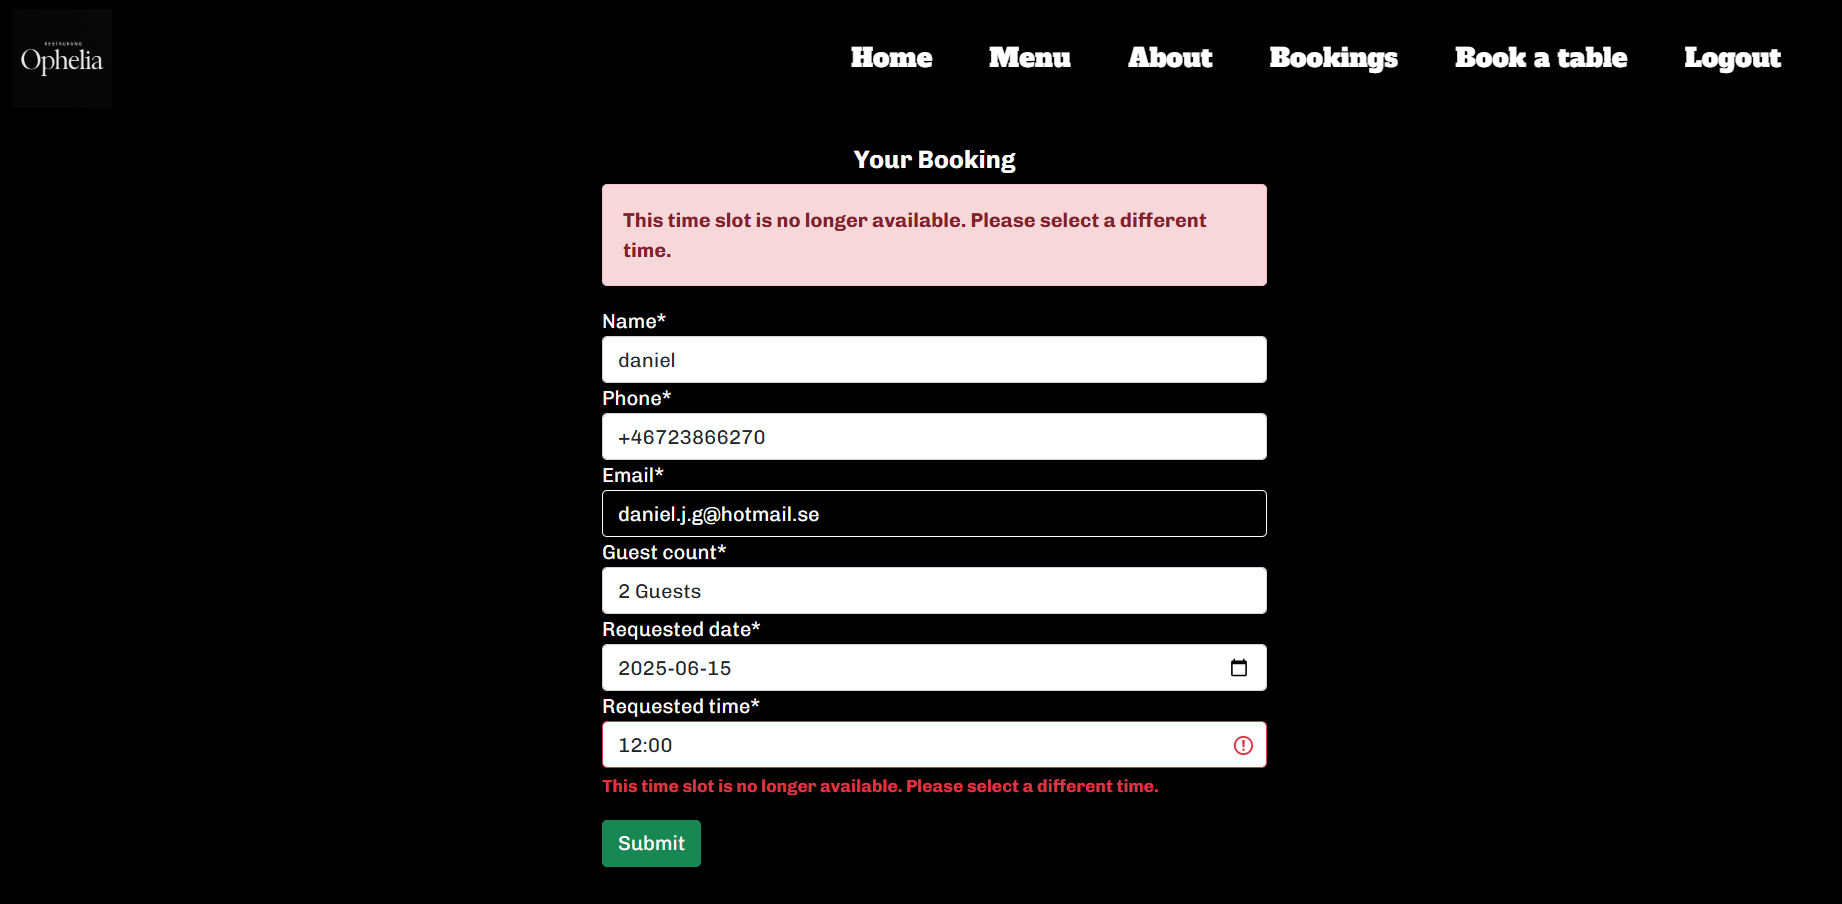 RESTAURANG
Ophelia
Home Menu About Bookings Book a table Logout
Your Booking
This time slot is no longer available. Please select a different
time.
Name*
daniel
Phone*
+46723866270
Email*
daniel.j.g@hotmail.se
Guest count*
2 Guests
Requested date*
2025-06-15
Requested time*
12:00
This time slot is no longer available. Please select a different time.
Submit